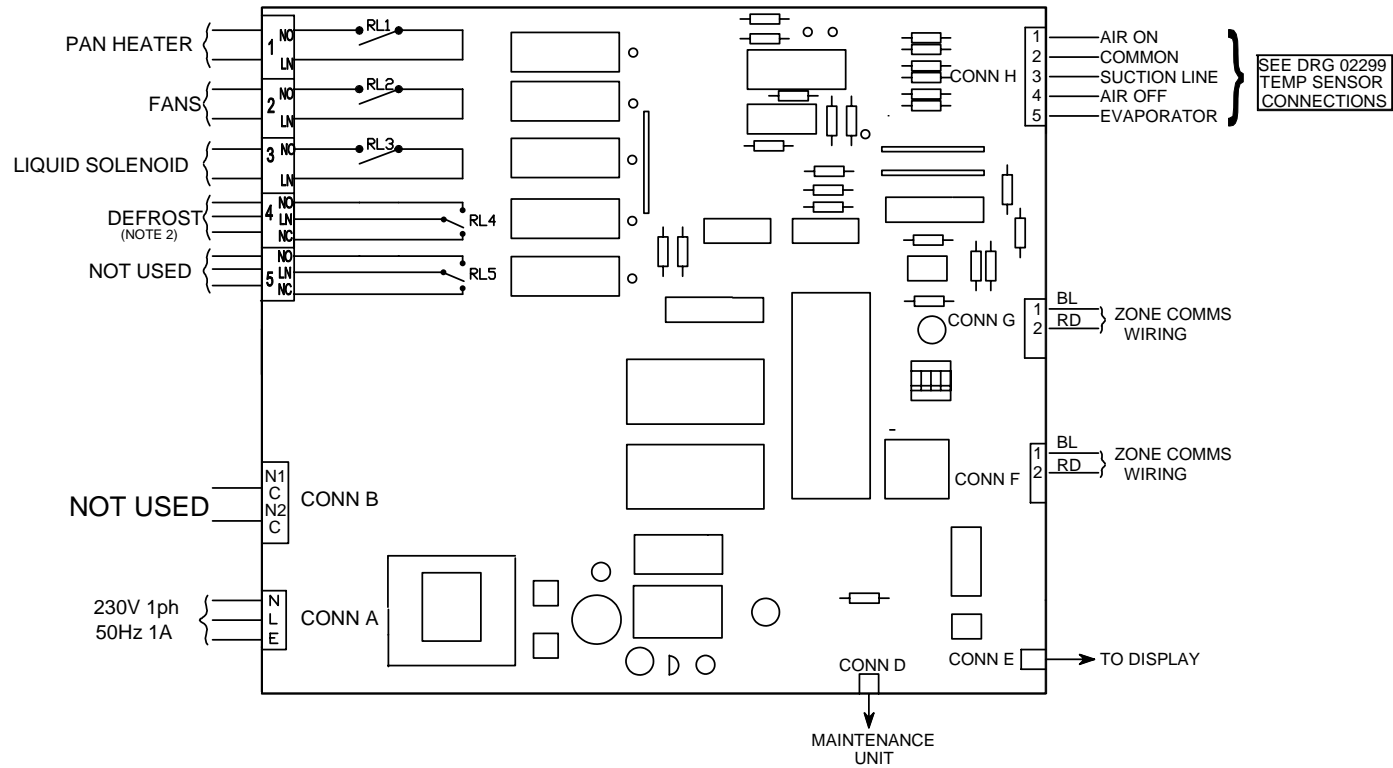 PAN HEATER
1
NO
LN
RL1
FANS
2
NO
LN
RL2
LIQUID SOLENOID
3
NO
LN
RL3
DEFROST
(NOTE 2)
4
NO
LN
NC
RL4
NOT USED
5
NO
LN
NC
RL5
CONN H
1 AIR ON
2 COMMON
3 SUCTION LINE
4 AIR OFF
5 EVAPORATOR
SEE DRG 02299
TEMP SENSOR
CONNECTIONS
CONN G
1 BL
2 RD
ZONE COMMS
WIRING
CONN F
1 BL
2 RD
ZONE COMMS
WIRING
NOT USED
N1
C
N2
C
CONN B
230V 1ph
50Hz 1A
N
L
E
CONN A
CONN E
TO DISPLAY
CONN D
MAINTENANCE
UNIT